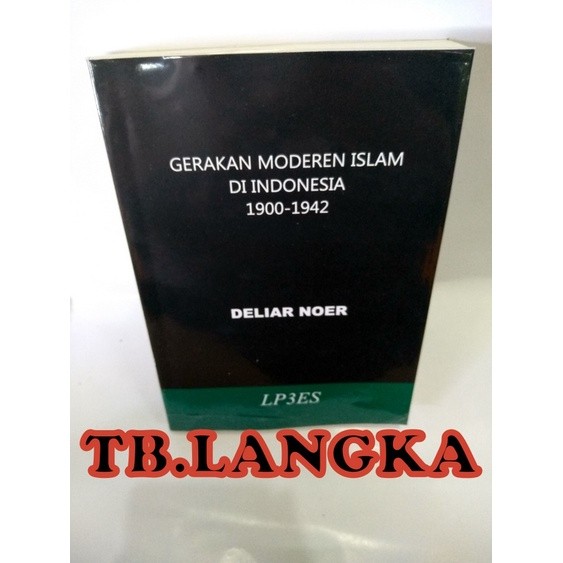 GERAKAN MODEREN ISLAM
DI INDONESIA
1900-1942
DELIAR NOER
LP3ES
TB.LANGKA